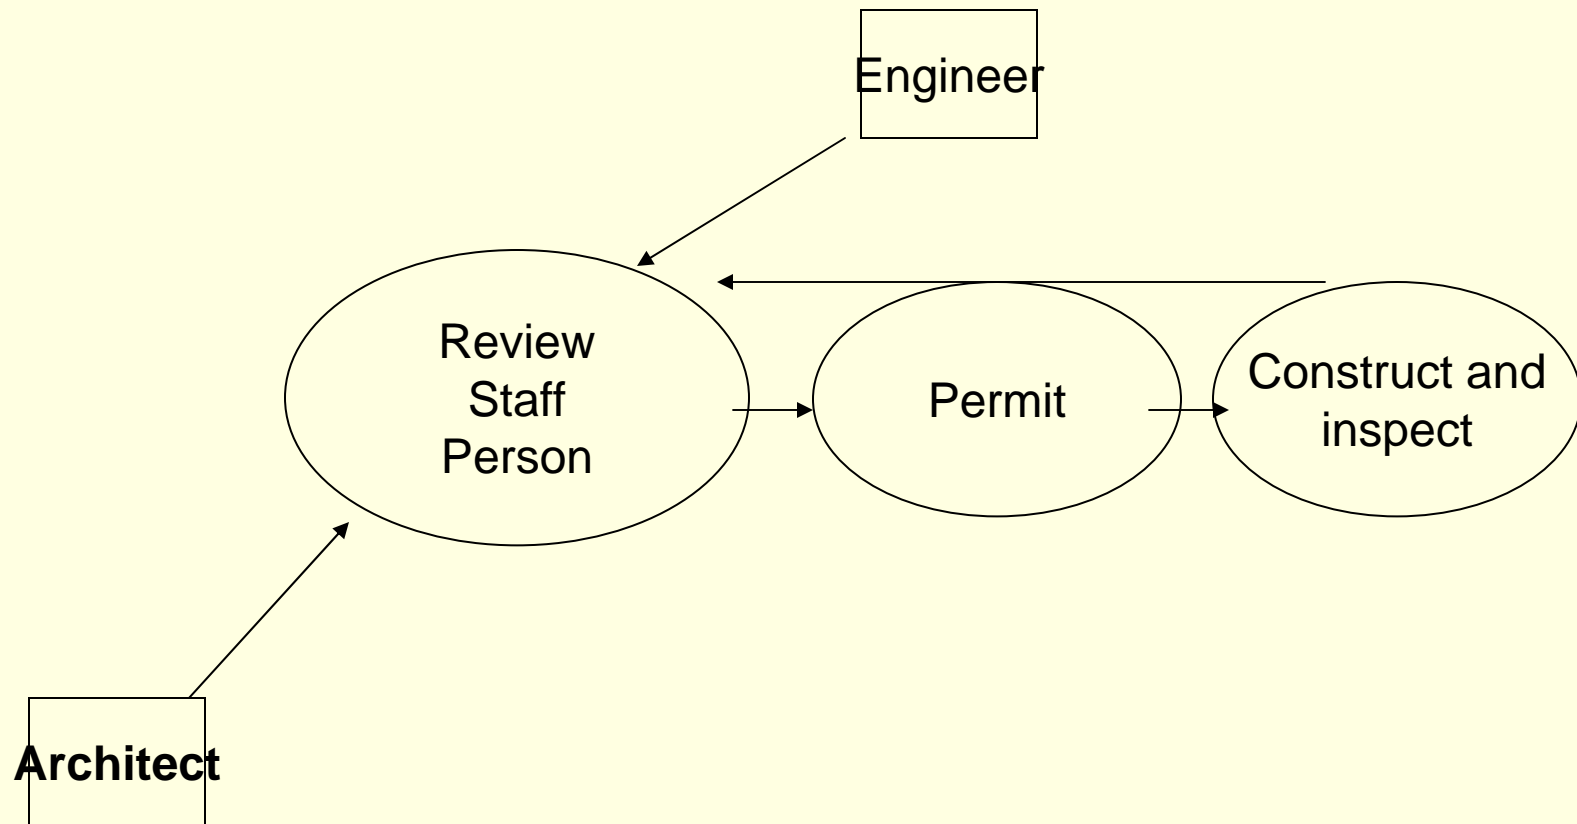 Engineer
Review
Staff
Person
Permit
Construct and
inspect
Architect